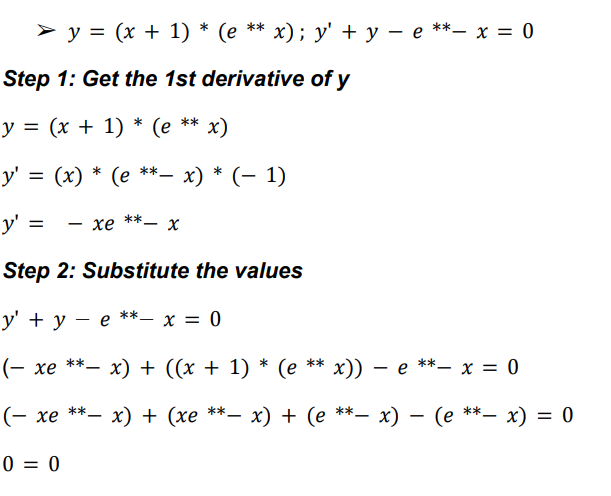 ➢ y = (x + 1) * (e ** x); y' + y − e **− x = 0
Step 1: Get the 1st derivative of y
y = (x + 1) * (e ** x)
y' = (x) * (e **− x) * (− 1)
y' = − xe **− x
Step 2: Substitute the values
y' + y − e **− x = 0
(− xe **− x) + ((x + 1) * (e ** x)) − e **− x = 0
(− xe **− x) + (xe **− x) + (e **− x) − (e **− x) = 0
0 = 0